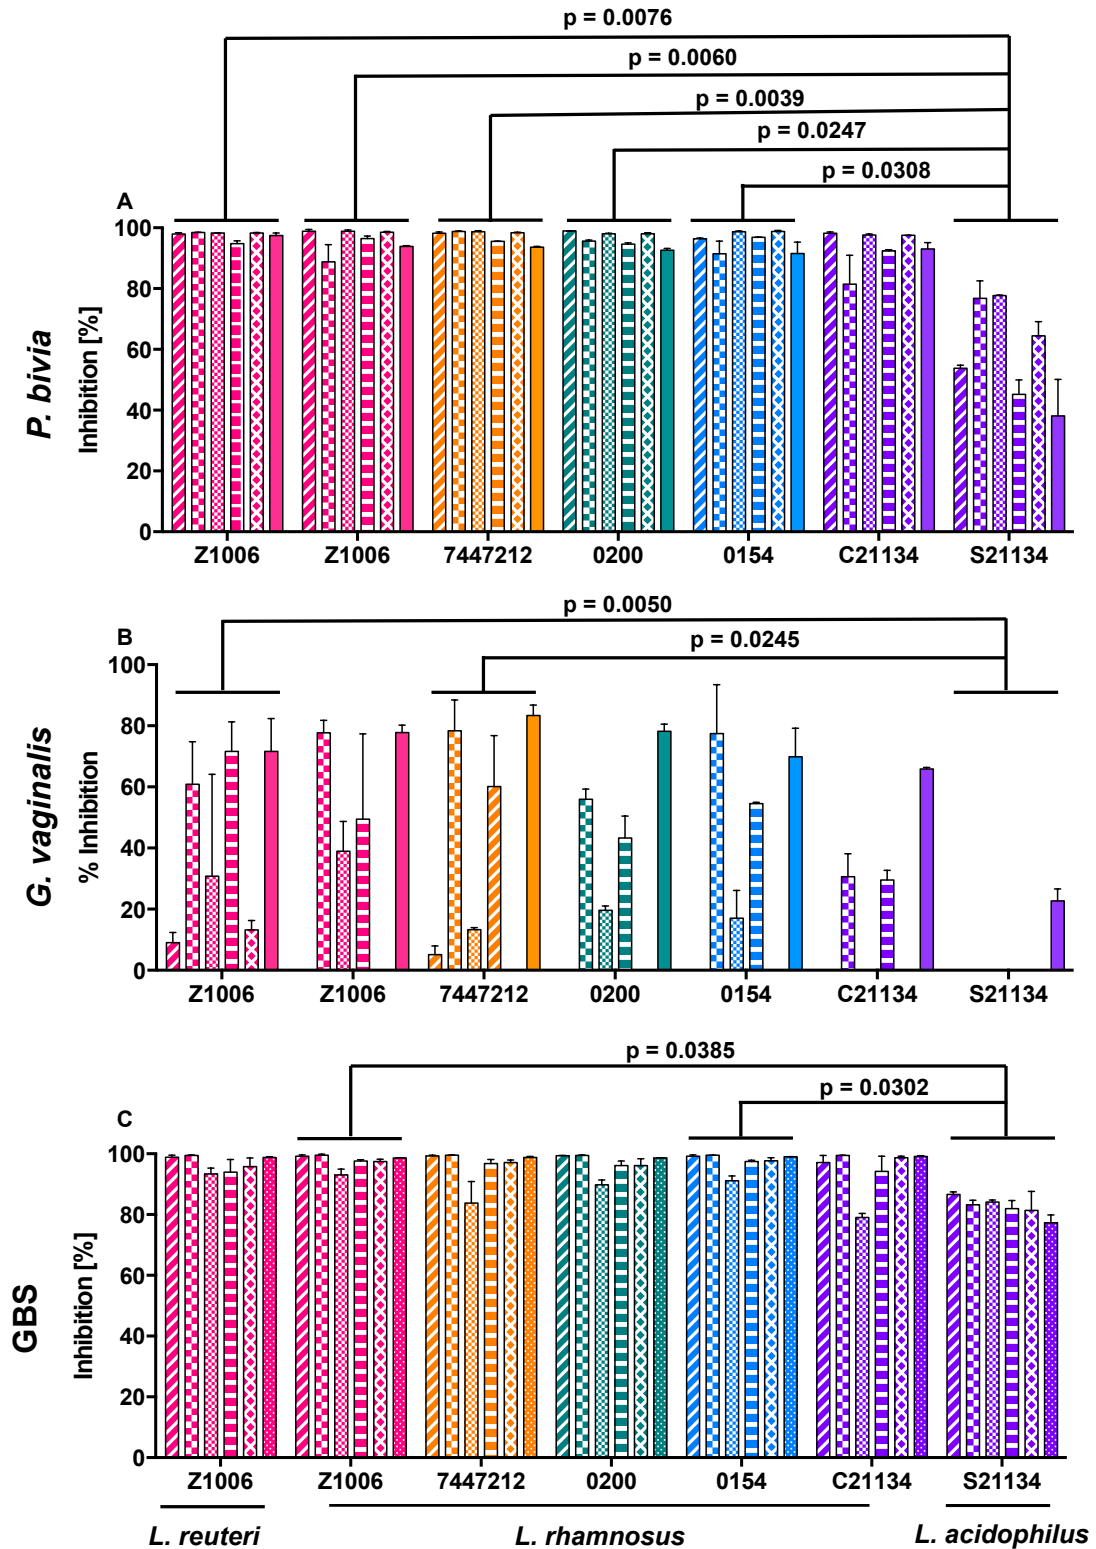 p = 0.0076
p = 0.0060
p = 0.0039
p = 0.0247
p = 0.0308
A
P. bivia
Inhibition [%]
100
80
60
40
20
0
Z1006 Z1006 7447212 0200 0154 C21134 S21134
p = 0.0050
p = 0.0245
B
G. vaginalis
% Inhibition
100
80
60
40
20
0
Z1006 Z1006 7447212 0200 0154 C21134 S21134
p = 0.0385
p = 0.0302
C
GBS
Inhibition [%]
100
80
60
40
20
0
Z1006 Z1006 7447212 0200 0154 C21134 S21134
L. reuteri L. rhamnosus L. acidophilus